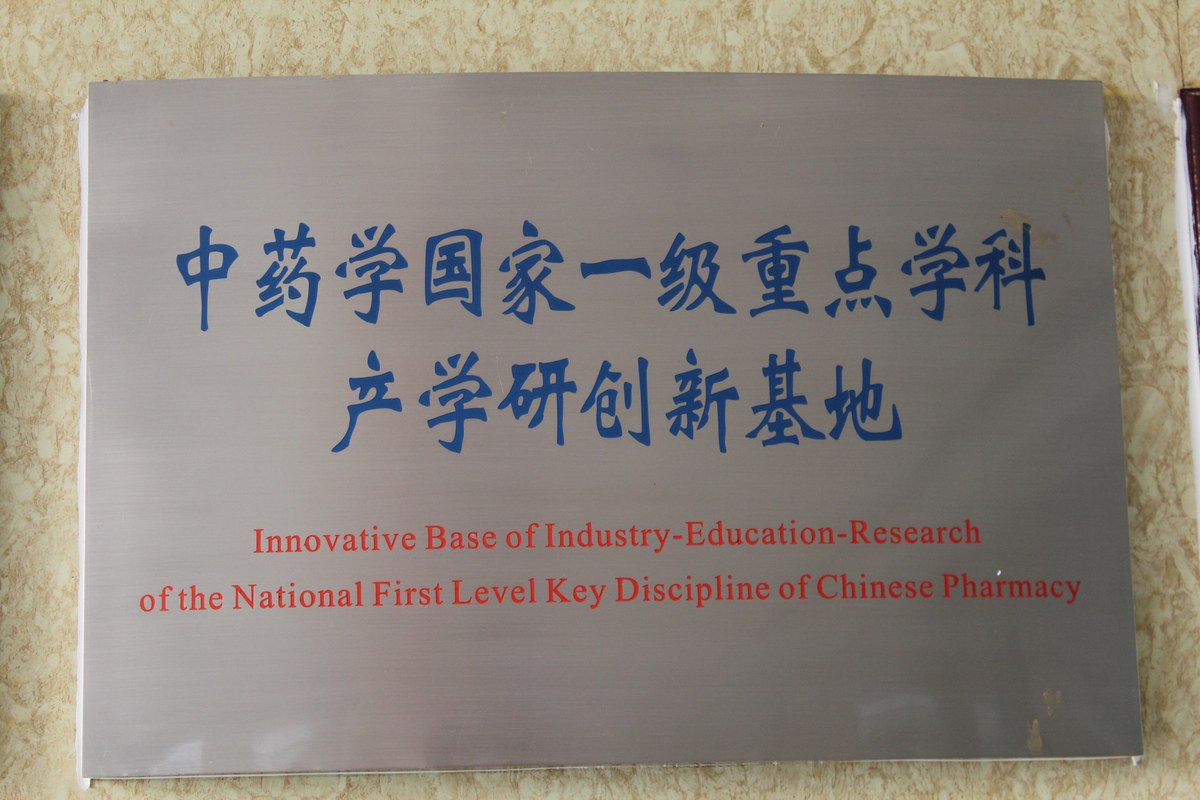 中药学国家一级重点学科
产学研创新基地
Innovative Base of Industry-Education-Research
of the National First Level Key Discipline of Chinese Pharmacy